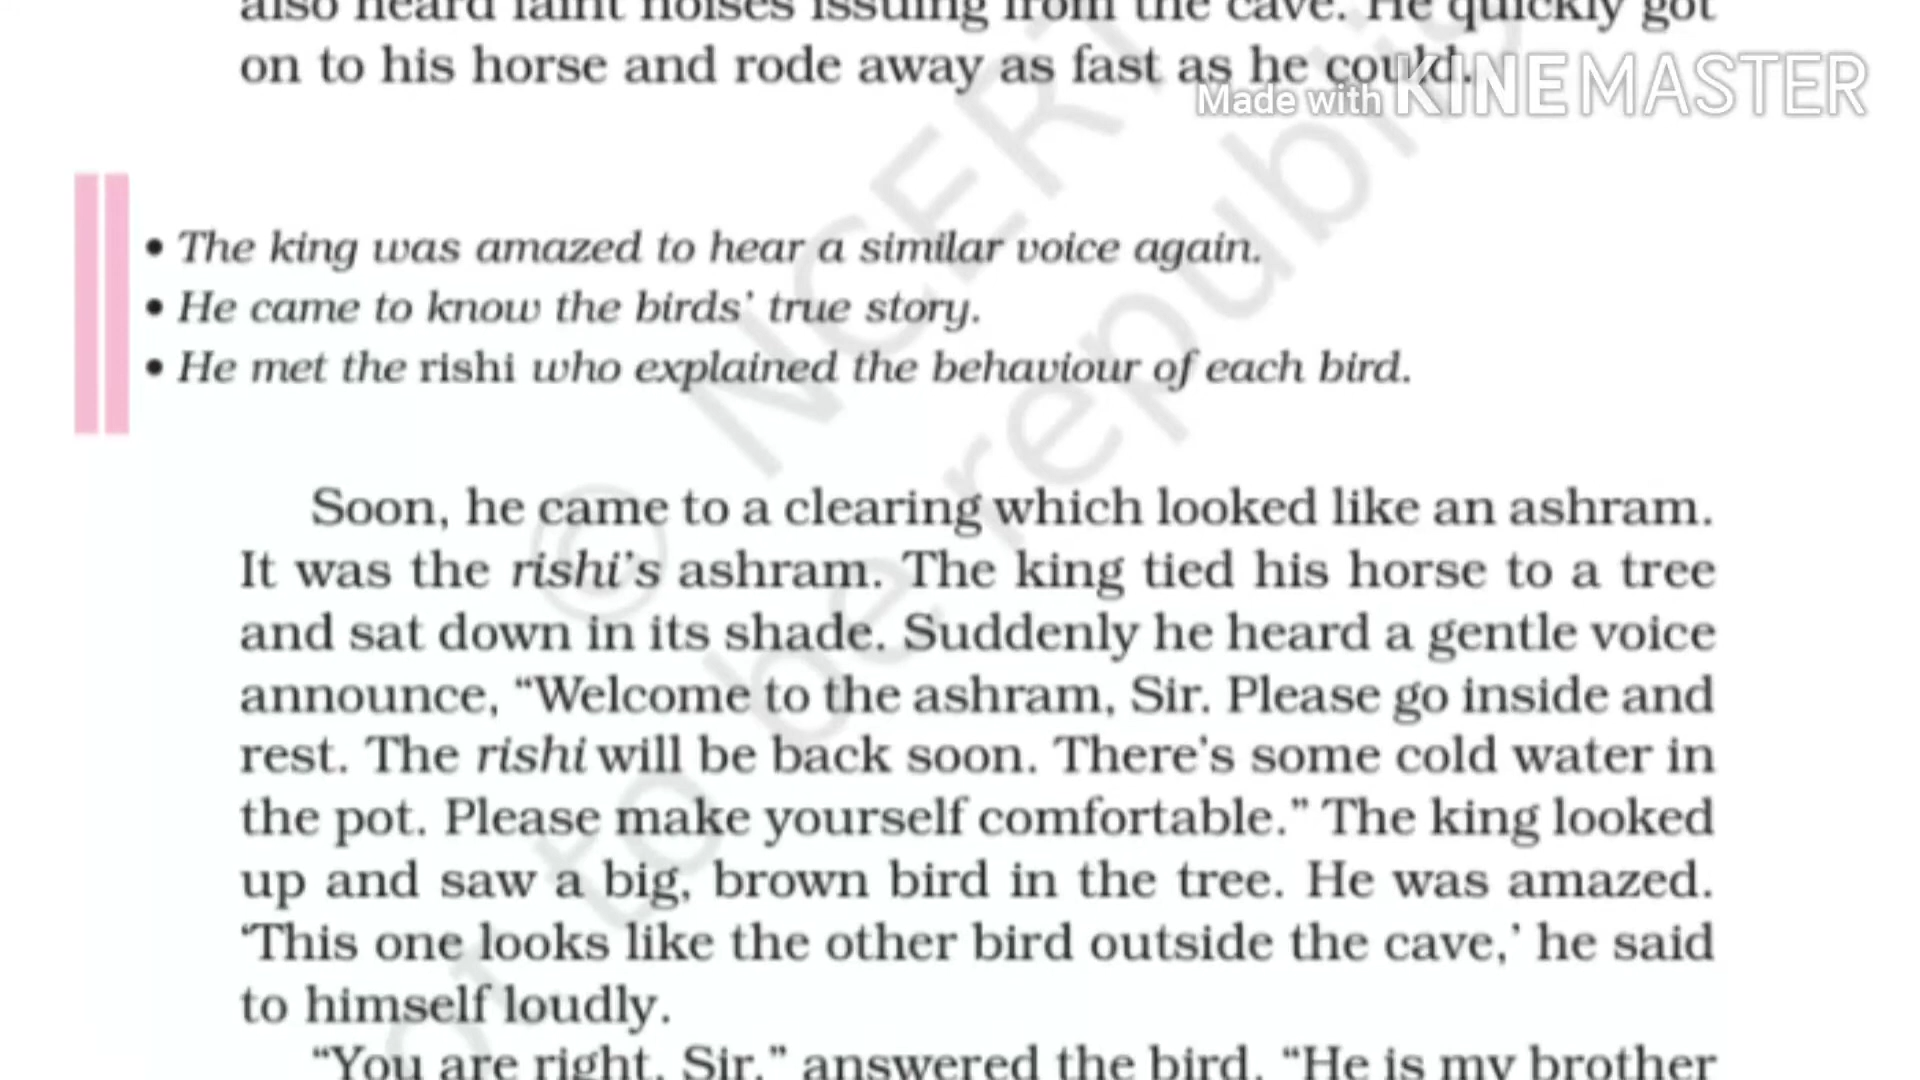 also heard faint noises issuing from the cave. He quickly got
on to his horse and rode away as fast as he could.
Made with KINEMASTER
• The king was amazed to hear a similar voice again.
• He came to know the birds’ true story.
• He met the rishi who explained the behaviour of each bird.
Soon, he came to a clearing which looked like an ashram.
It was the rishi’s ashram. The king tied his horse to a tree
and sat down in its shade. Suddenly he heard a gentle voice
announce, “Welcome to the ashram, Sir. Please go inside and
rest. The rishi will be back soon. There’s some cold water in
the pot. Please make yourself comfortable.” The king looked
up and saw a big, brown bird in the tree. He was amazed.
‘This one looks like the other bird outside the cave,’ he said
to himself loudly.
“You are right, Sir,” answered the bird. “He is my brother
© NCERT
to be republi